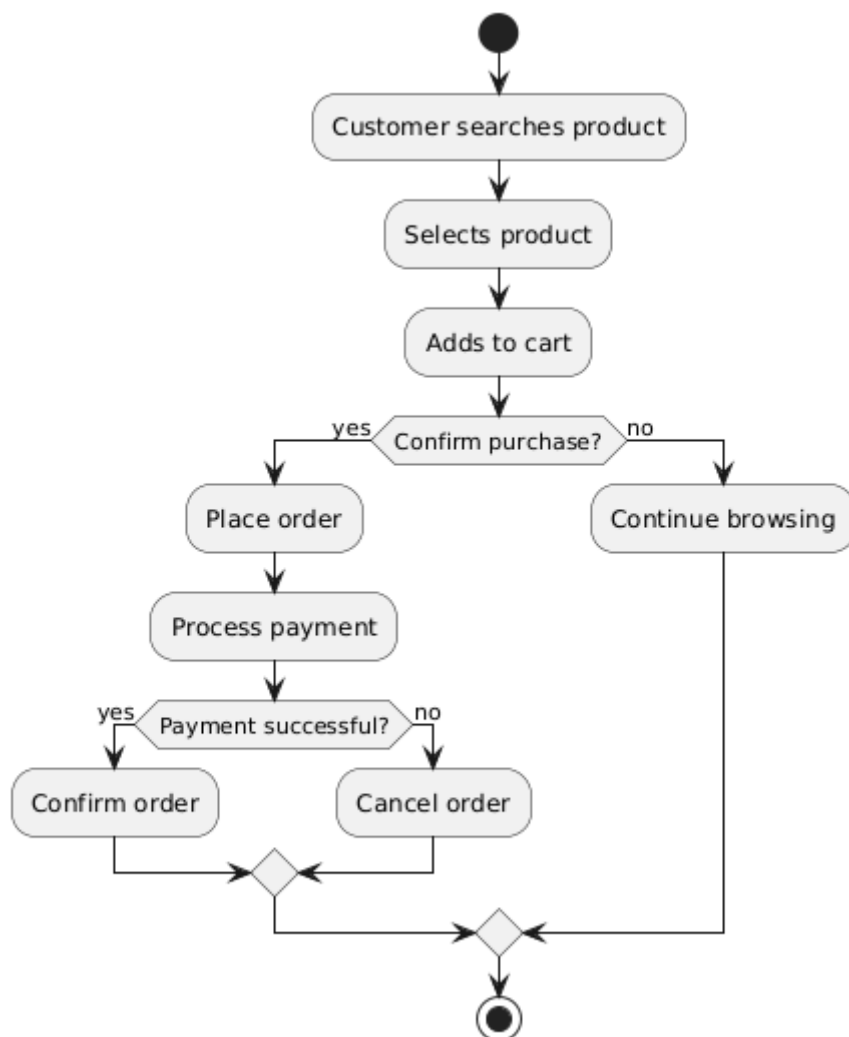 Customer searches product
Selects product
Adds to cart
yes
Confirm purchase?
no
Place order
Continue browsing
Process payment
yes
Payment successful?
no
Confirm order
Cancel order